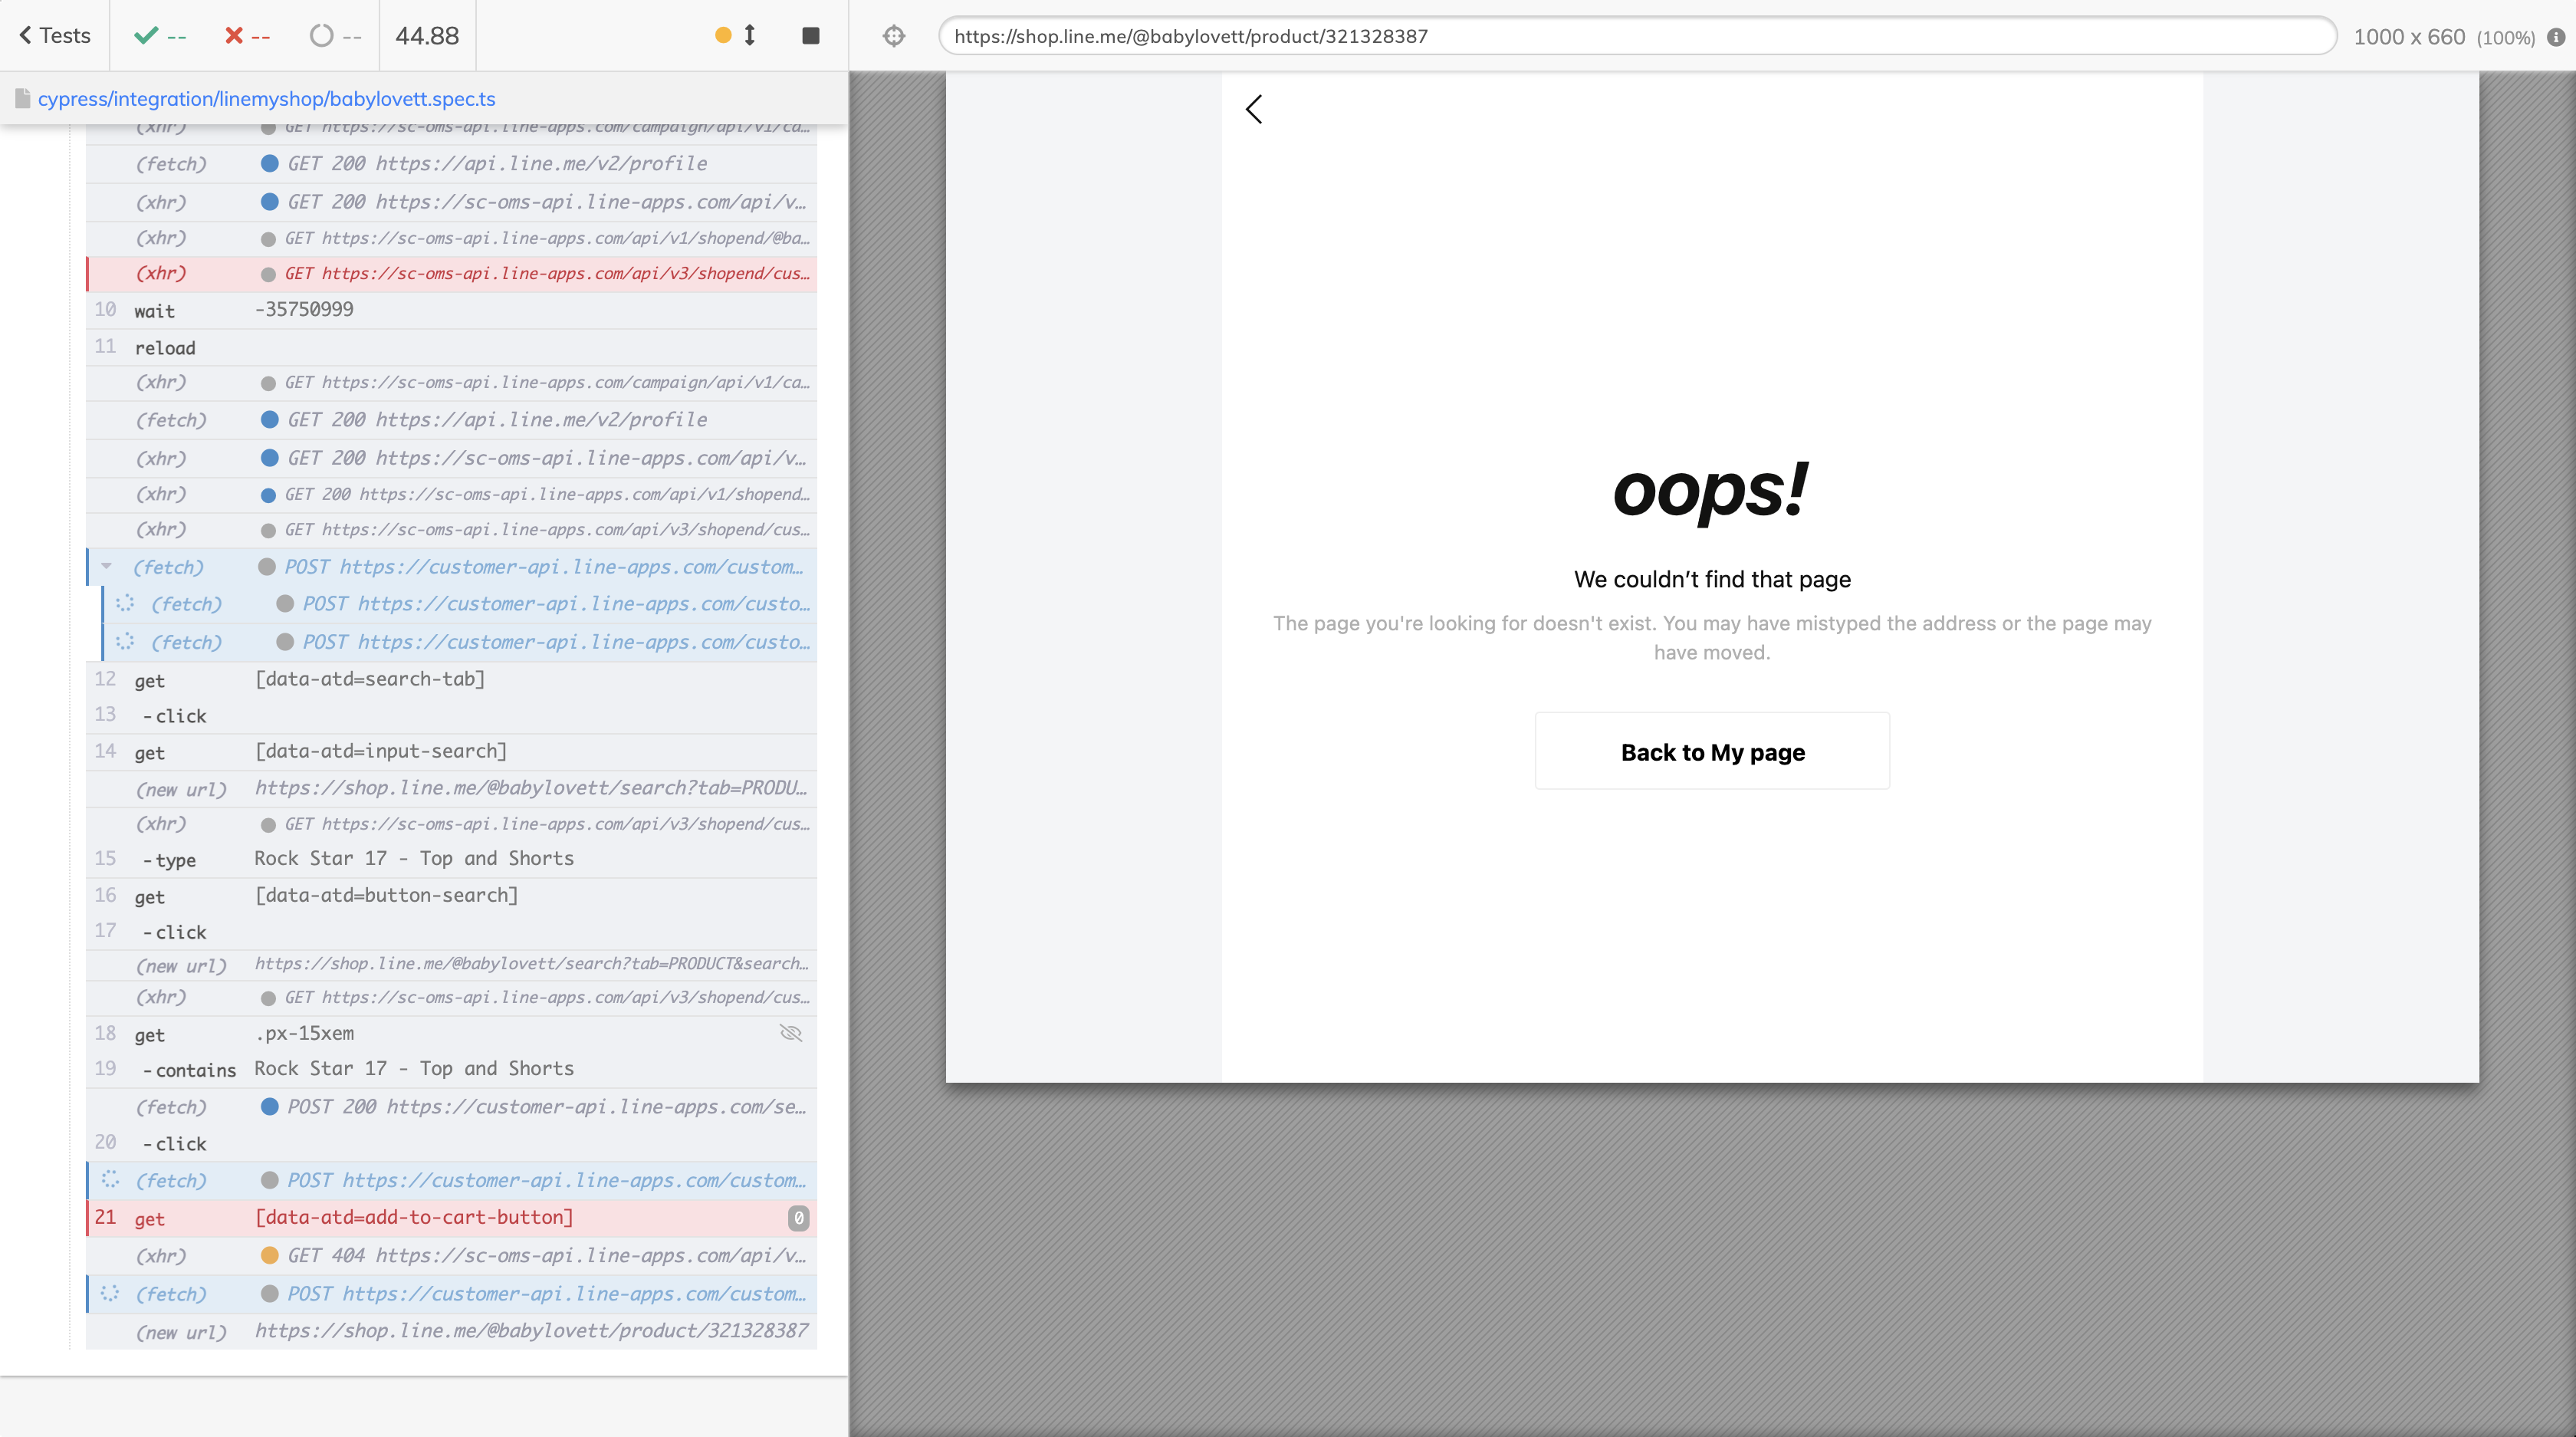 Tests
--
--
--
44.88
https://shop.line.me/@babylovett/product/321328387
1000 x 660 (100%)
cypress/integration/linemyshop/babylovett.spec.ts
(xhr) GET https://sc-oms-api.line-apps.com/campaign/api/v1/ca…
(fetch) GET 200 https://api.line.me/v2/profile
(xhr) GET 200 https://sc-oms-api.line-apps.com/api/v…
(xhr) GET https://sc-oms-api.line-apps.com/api/v1/shopend/@ba…
(xhr) GET https://sc-oms-api.line-apps.com/api/v3/shopend/cus…
10 wait -35750999
11 reload
(xhr) GET https://sc-oms-api.line-apps.com/campaign/api/v1/ca…
(fetch) GET 200 https://api.line.me/v2/profile
(xhr) GET 200 https://sc-oms-api.line-apps.com/api/v…
(xhr) GET 200 https://sc-oms-api.line-apps.com/api/v1/shopend…
(xhr) GET https://sc-oms-api.line-apps.com/api/v3/shopend/cus…
(fetch) POST https://customer-api.line-apps.com/custom…
(fetch) POST https://customer-api.line-apps.com/custo…
(fetch) POST https://customer-api.line-apps.com/custo…
12 get [data-atd=search-tab]
13 -click
14 get [data-atd=input-search]
(new url) https://shop.line.me/@babylovett/search?tab=PRODU…
(xhr) GET https://sc-oms-api.line-apps.com/api/v3/shopend/cus…
15 -type Rock Star 17 - Top and Shorts
16 get [data-atd=button-search]
17 -click
(new url) https://shop.line.me/@babylovett/search?tab=PRODUCT&search…
(xhr) GET https://sc-oms-api.line-apps.com/api/v3/shopend/cus…
18 get .px-15xem
19 -contains Rock Star 17 - Top and Shorts
(fetch) POST 200 https://customer-api.line-apps.com/se…
20 -click
(fetch) POST https://customer-api.line-apps.com/custom…
21 get [data-atd=add-to-cart-button] 0
(xhr) GET 404 https://sc-oms-api.line-apps.com/api/v…
(fetch) POST https://customer-api.line-apps.com/custom…
(new url) https://shop.line.me/@babylovett/product/321328387
oops!
We couldn’t find that page
The page you're looking for doesn't exist. You may have mistyped the address or the page may
have moved.
Back to My page